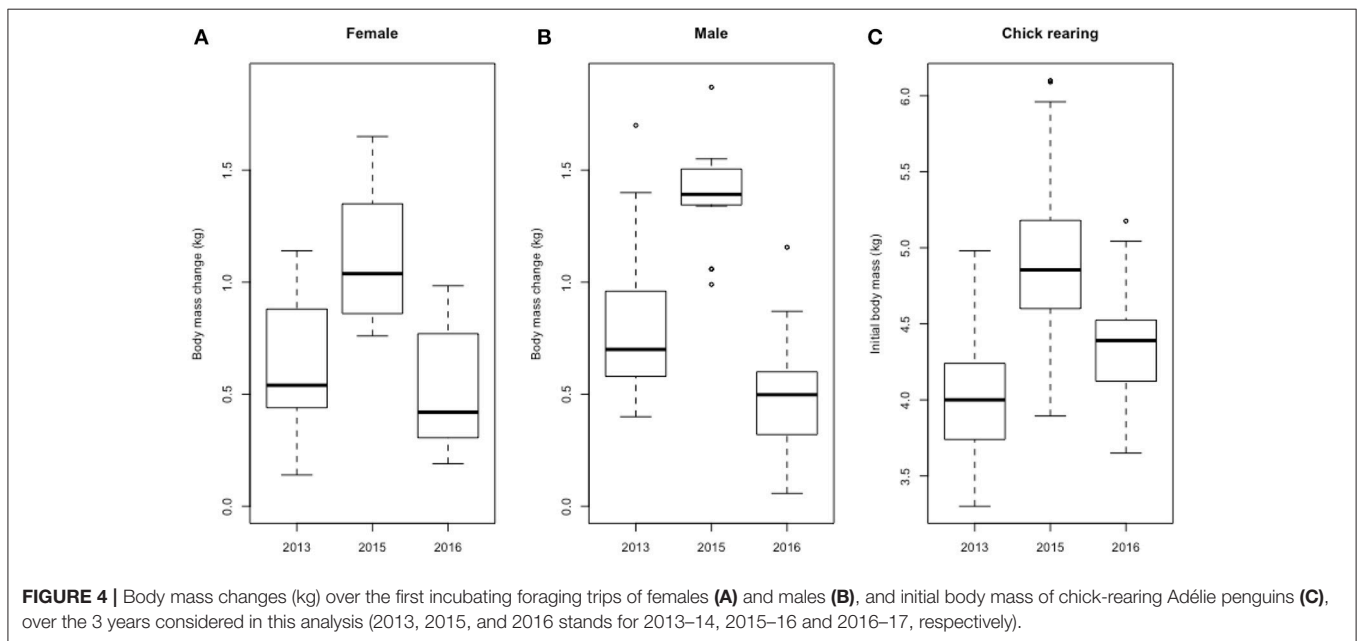 A Female
Body mass change (kg)
0.0 0.5 1.0 1.5
2013 2015 2016
B Male
Body mass change (kg)
0.0 0.5 1.0 1.5
2013 2015 2016
C Chick rearing
Initial body mass (kg)
3.5 4.0 4.5 5.0 5.5 6.0
2013 2015 2016
FIGURE 4 | Body mass changes (kg) over the first incubating foraging trips of females (A) and males (B), and initial body mass of chick-rearing Adélie penguins (C),
over the 3 years considered in this analysis (2013, 2015, and 2016 stands for 2013–14, 2015–16 and 2016–17, respectively).